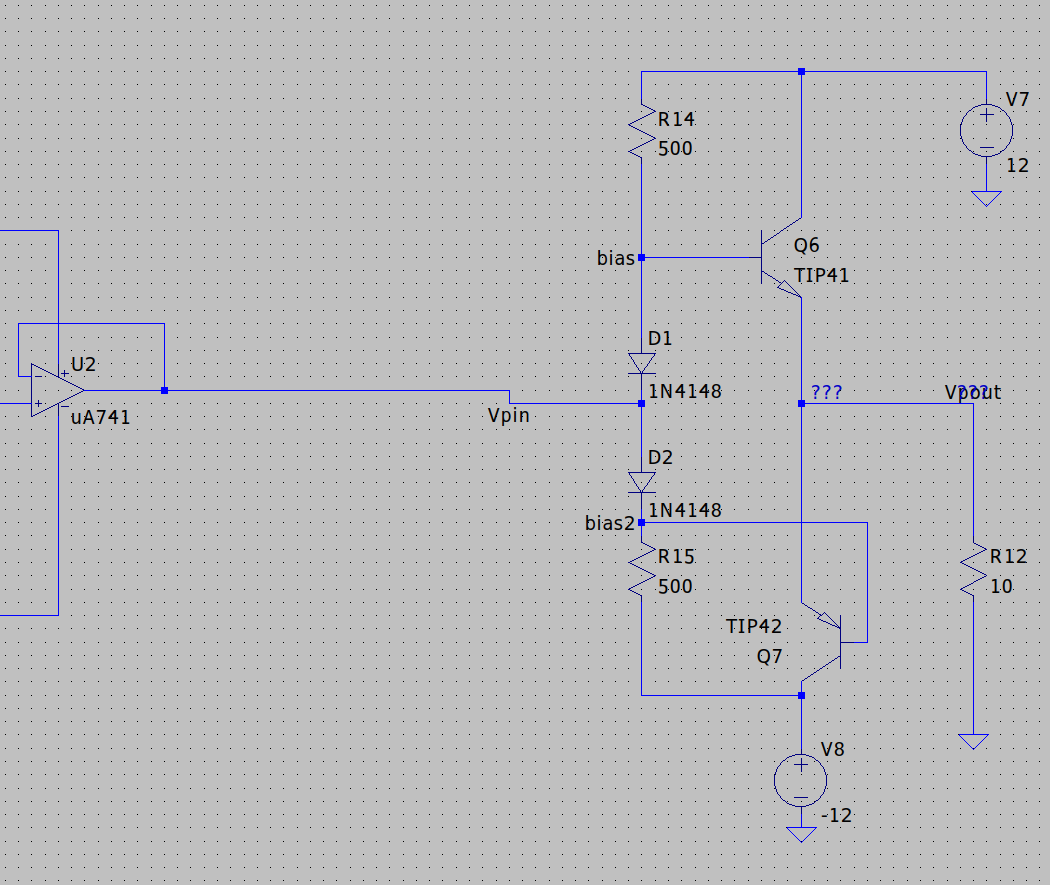 V7
R14
500
12
bias
Q6
TIP41
D1
U2
1N4148
???
Vpout
???
Vpin
uA741
D2
1N4148
bias2
R15
500
R12
10
TIP42
Q7
V8
-12